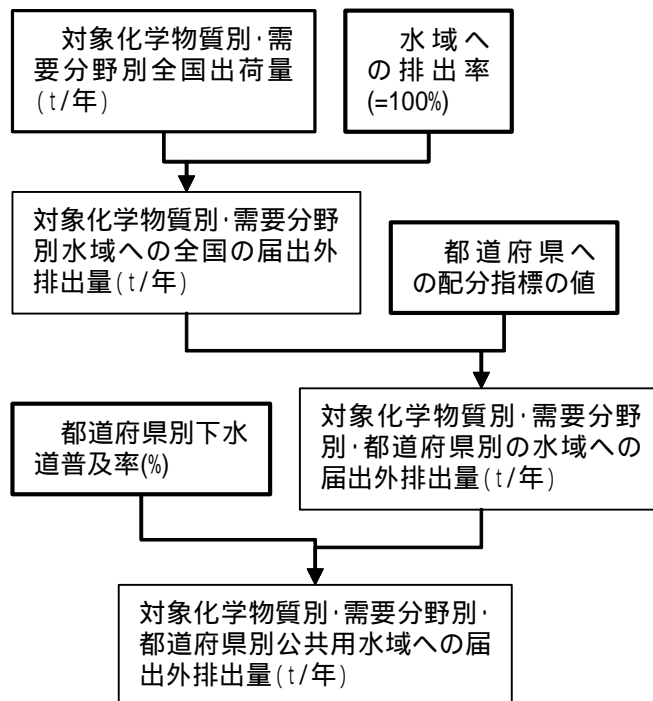 対象化学物質別・需
要分野別全国出荷量
(t/年)
水域へ
の排出率
(=100%)
対象化学物質別・需要分野
別水域への全国の届出外
排出量(t/年)
都道府県へ
の配分指標の値
都道府県別下水
道普及率(%)
対象化学物質別・需要分野
別・都道府県別の水域への
届出外排出量(t/年)
対象化学物質別・需要分野別・
都道府県別公共用水域への届
出外排出量(t/年)